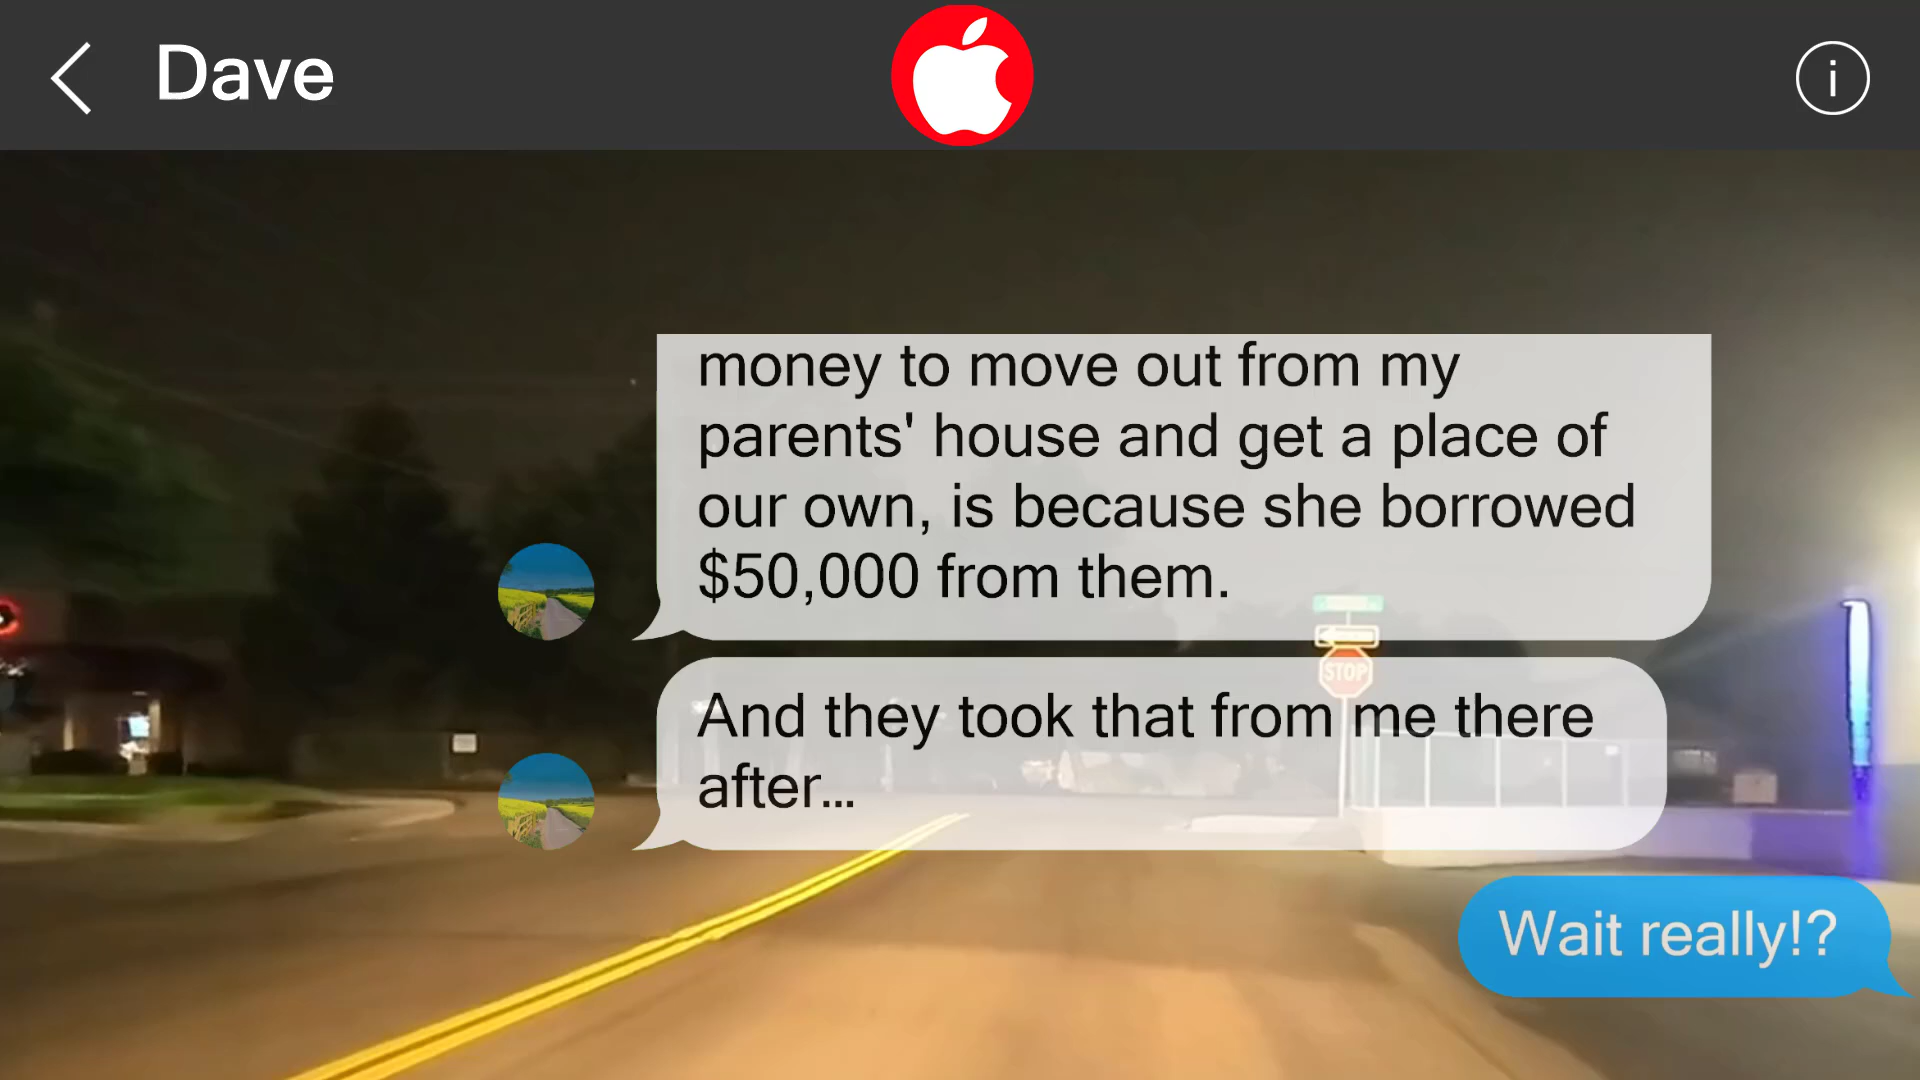 Dave
i
money to move out from my
parents' house and get a place of
our own, is because she borrowed
$50,000 from them.
STOP
And they took that from me there
after...
Wait really!?